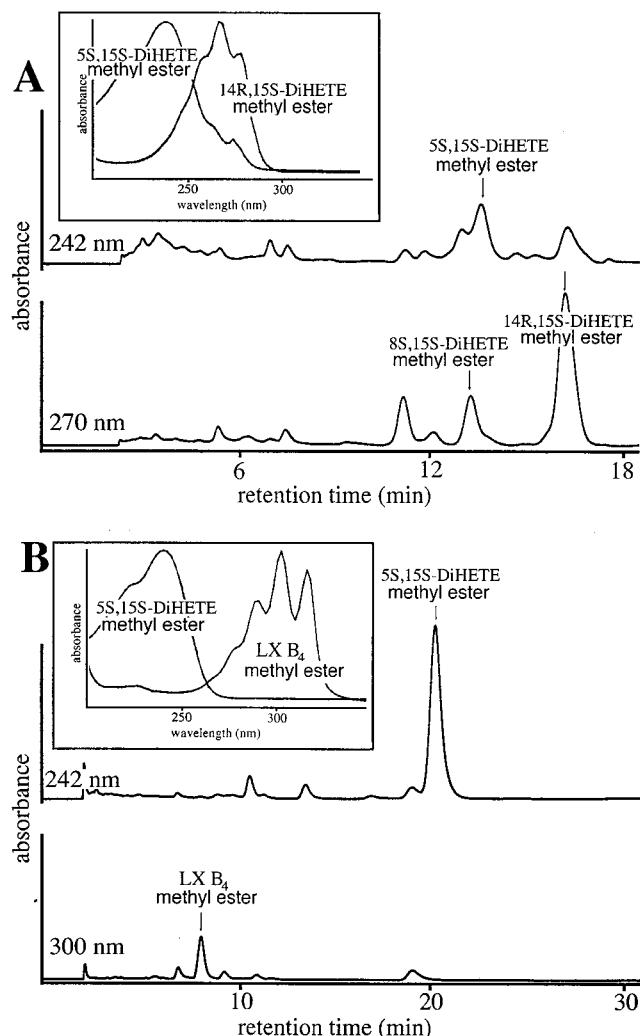 A
absorbance
5S,15S-DiHETE
methyl ester
14R,15S-DiHETE
methyl ester
250
300
wavelength (nm)
absorbance
242 nm
5S,15S-DiHETE
methyl ester
270 nm
8S,15S-DiHETE
methyl ester
14R,15S-DiHETE
methyl ester
6
12
18
retention time (min)
B
absorbance
5S,15S-DiHETE
methyl ester
LX B4
methyl ester
250
300
wavelength (nm)
absorbance
242 nm
5S,15S-DiHETE
methyl ester
300 nm
LX B4
methyl ester
10
20
30
retention time (min)